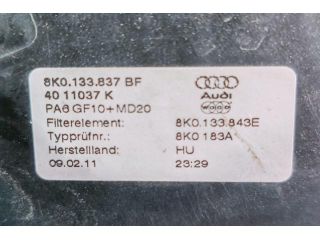 8K0.133.837 BF
40 11037 K
Audi
PA6 GF10+MD20
Filterelement: 8K0.133.843E
Typprüfnr.: 8K0 183A
Herstelland: HU
09.02.11 23:29